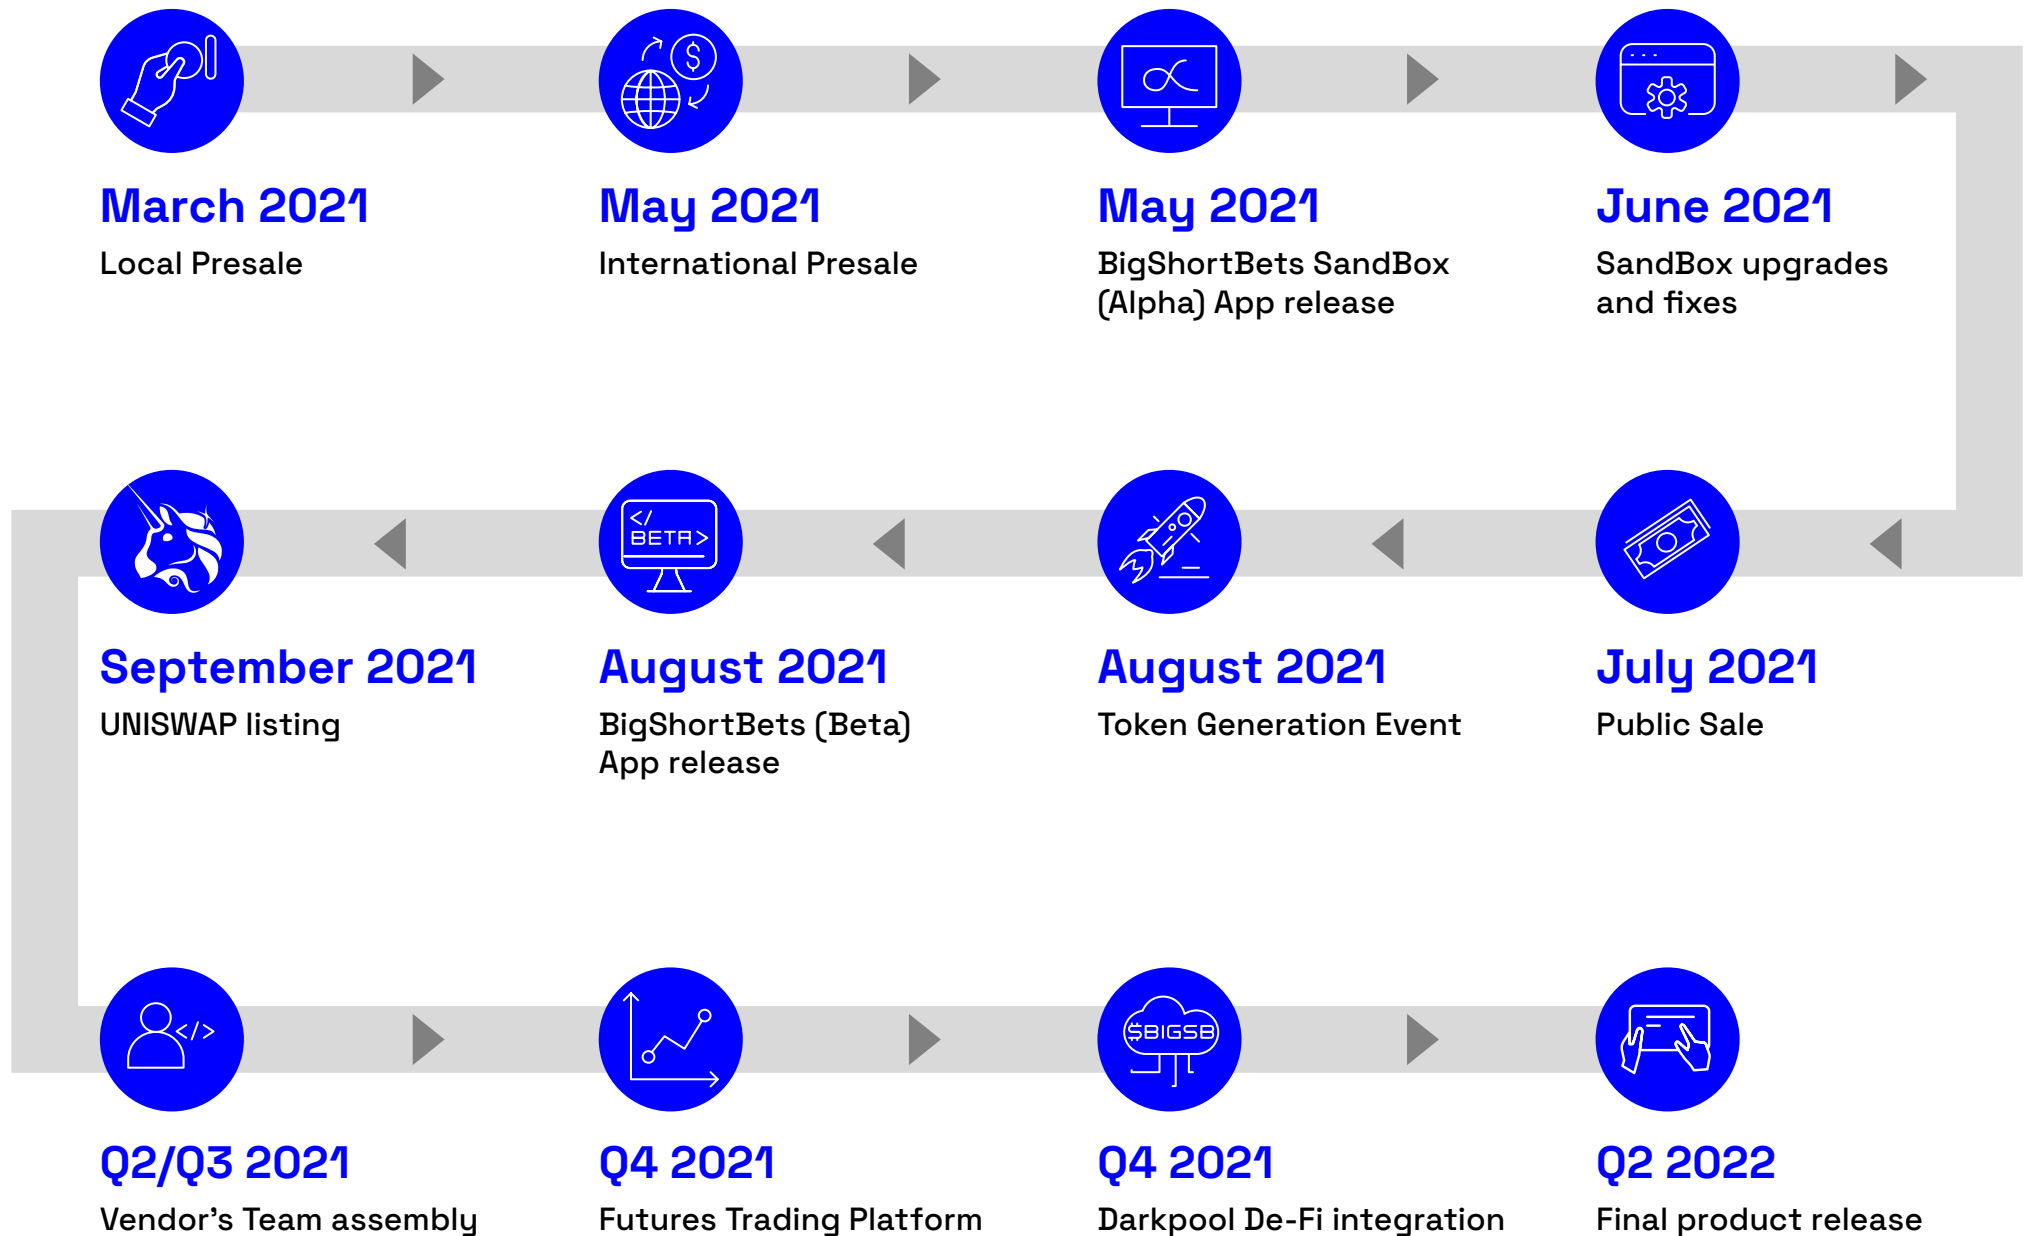 March 2021
Local Presale
May 2021
International Presale
May 2021
BigShortBets SandBox
(Alpha) App release
June 2021
SandBox upgrades
and fixes
$
July 2021
Public Sale
August 2021
Token Generation Event
</
BETA>
August 2021
BigShortBets (Beta)
App release
September 2021
UNISWAP listing
</>
Q2/Q3 2021
Vendor's Team assembly
Q4 2021
Futures Trading Platform
$BIGSB
Q4 2021
Darkpool De-Fi integration
Q2 2022
Final product release